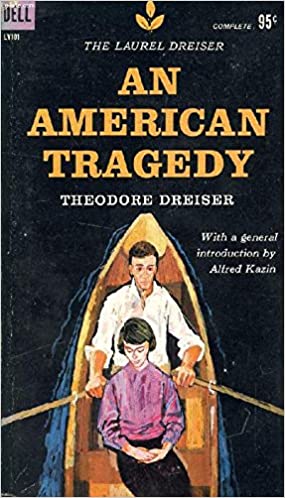 DELL
LY101
COMPLETE 95¢
THE LAUREL DREISER
AN
AMERICAN
TRAGEDY
THEODORE DREISER
With a general
introduction by
Alfred Kazin